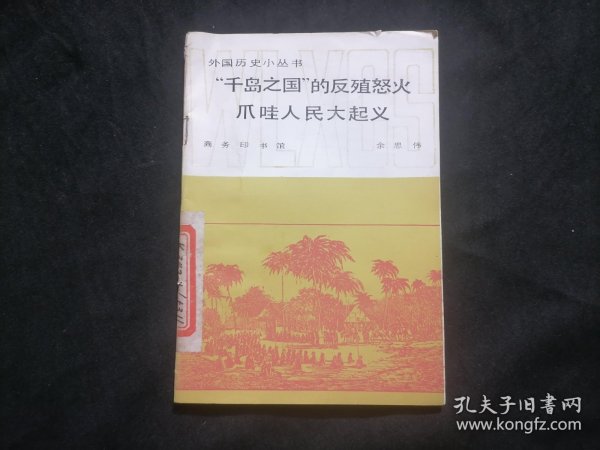 外国历史小丛书
WLXCS
“千岛之国”的反殖怒火
爪哇人民大起义
商务印书馆 余思伟
孔夫子旧书网
www.kongfz.com